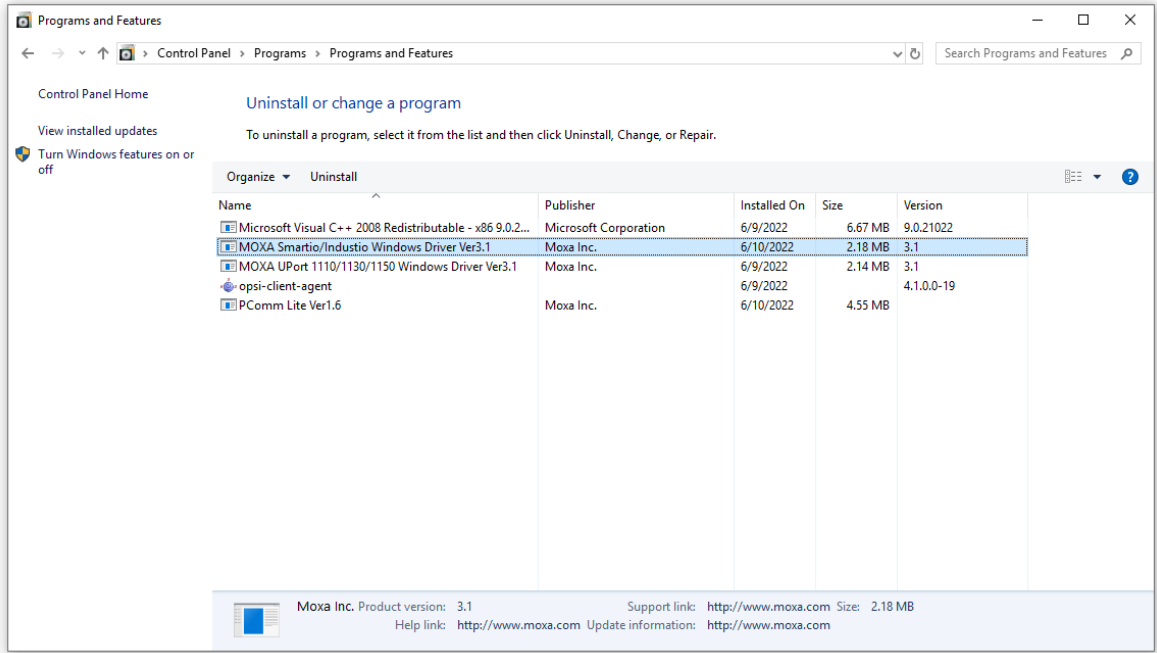 Programs and Features
Control Panel > Programs > Programs and Features
Search Programs and Features
Control Panel Home
View installed updates
Turn Windows features on or
off
Uninstall or change a program
To uninstall a program, select it from the list and then click Uninstall, Change, or Repair.
Organize Uninstall
Name Publisher Installed On Size Version
Microsoft Visual C++ 2008 Redistributable - x86 9.0.2... Microsoft Corporation 6/9/2022 6.67 MB 9.0.21022
MOXA Smartio/Industio Windows Driver Ver3.1 Moxa Inc. 6/10/2022 2.18 MB 3.1
MOXA UPort 1110/1130/1150 Windows Driver Ver3.1 Moxa Inc. 6/9/2022 2.14 MB 3.1
opsi-client-agent 6/9/2022 4.1.0.0-19
PComm Lite Ver1.6 Moxa Inc. 6/10/2022 4.55 MB
Moxa Inc. Product version: 3.1 Support link: http://www.moxa.com Size: 2.18 MB
Help link: http://www.moxa.com Update information: http://www.moxa.com